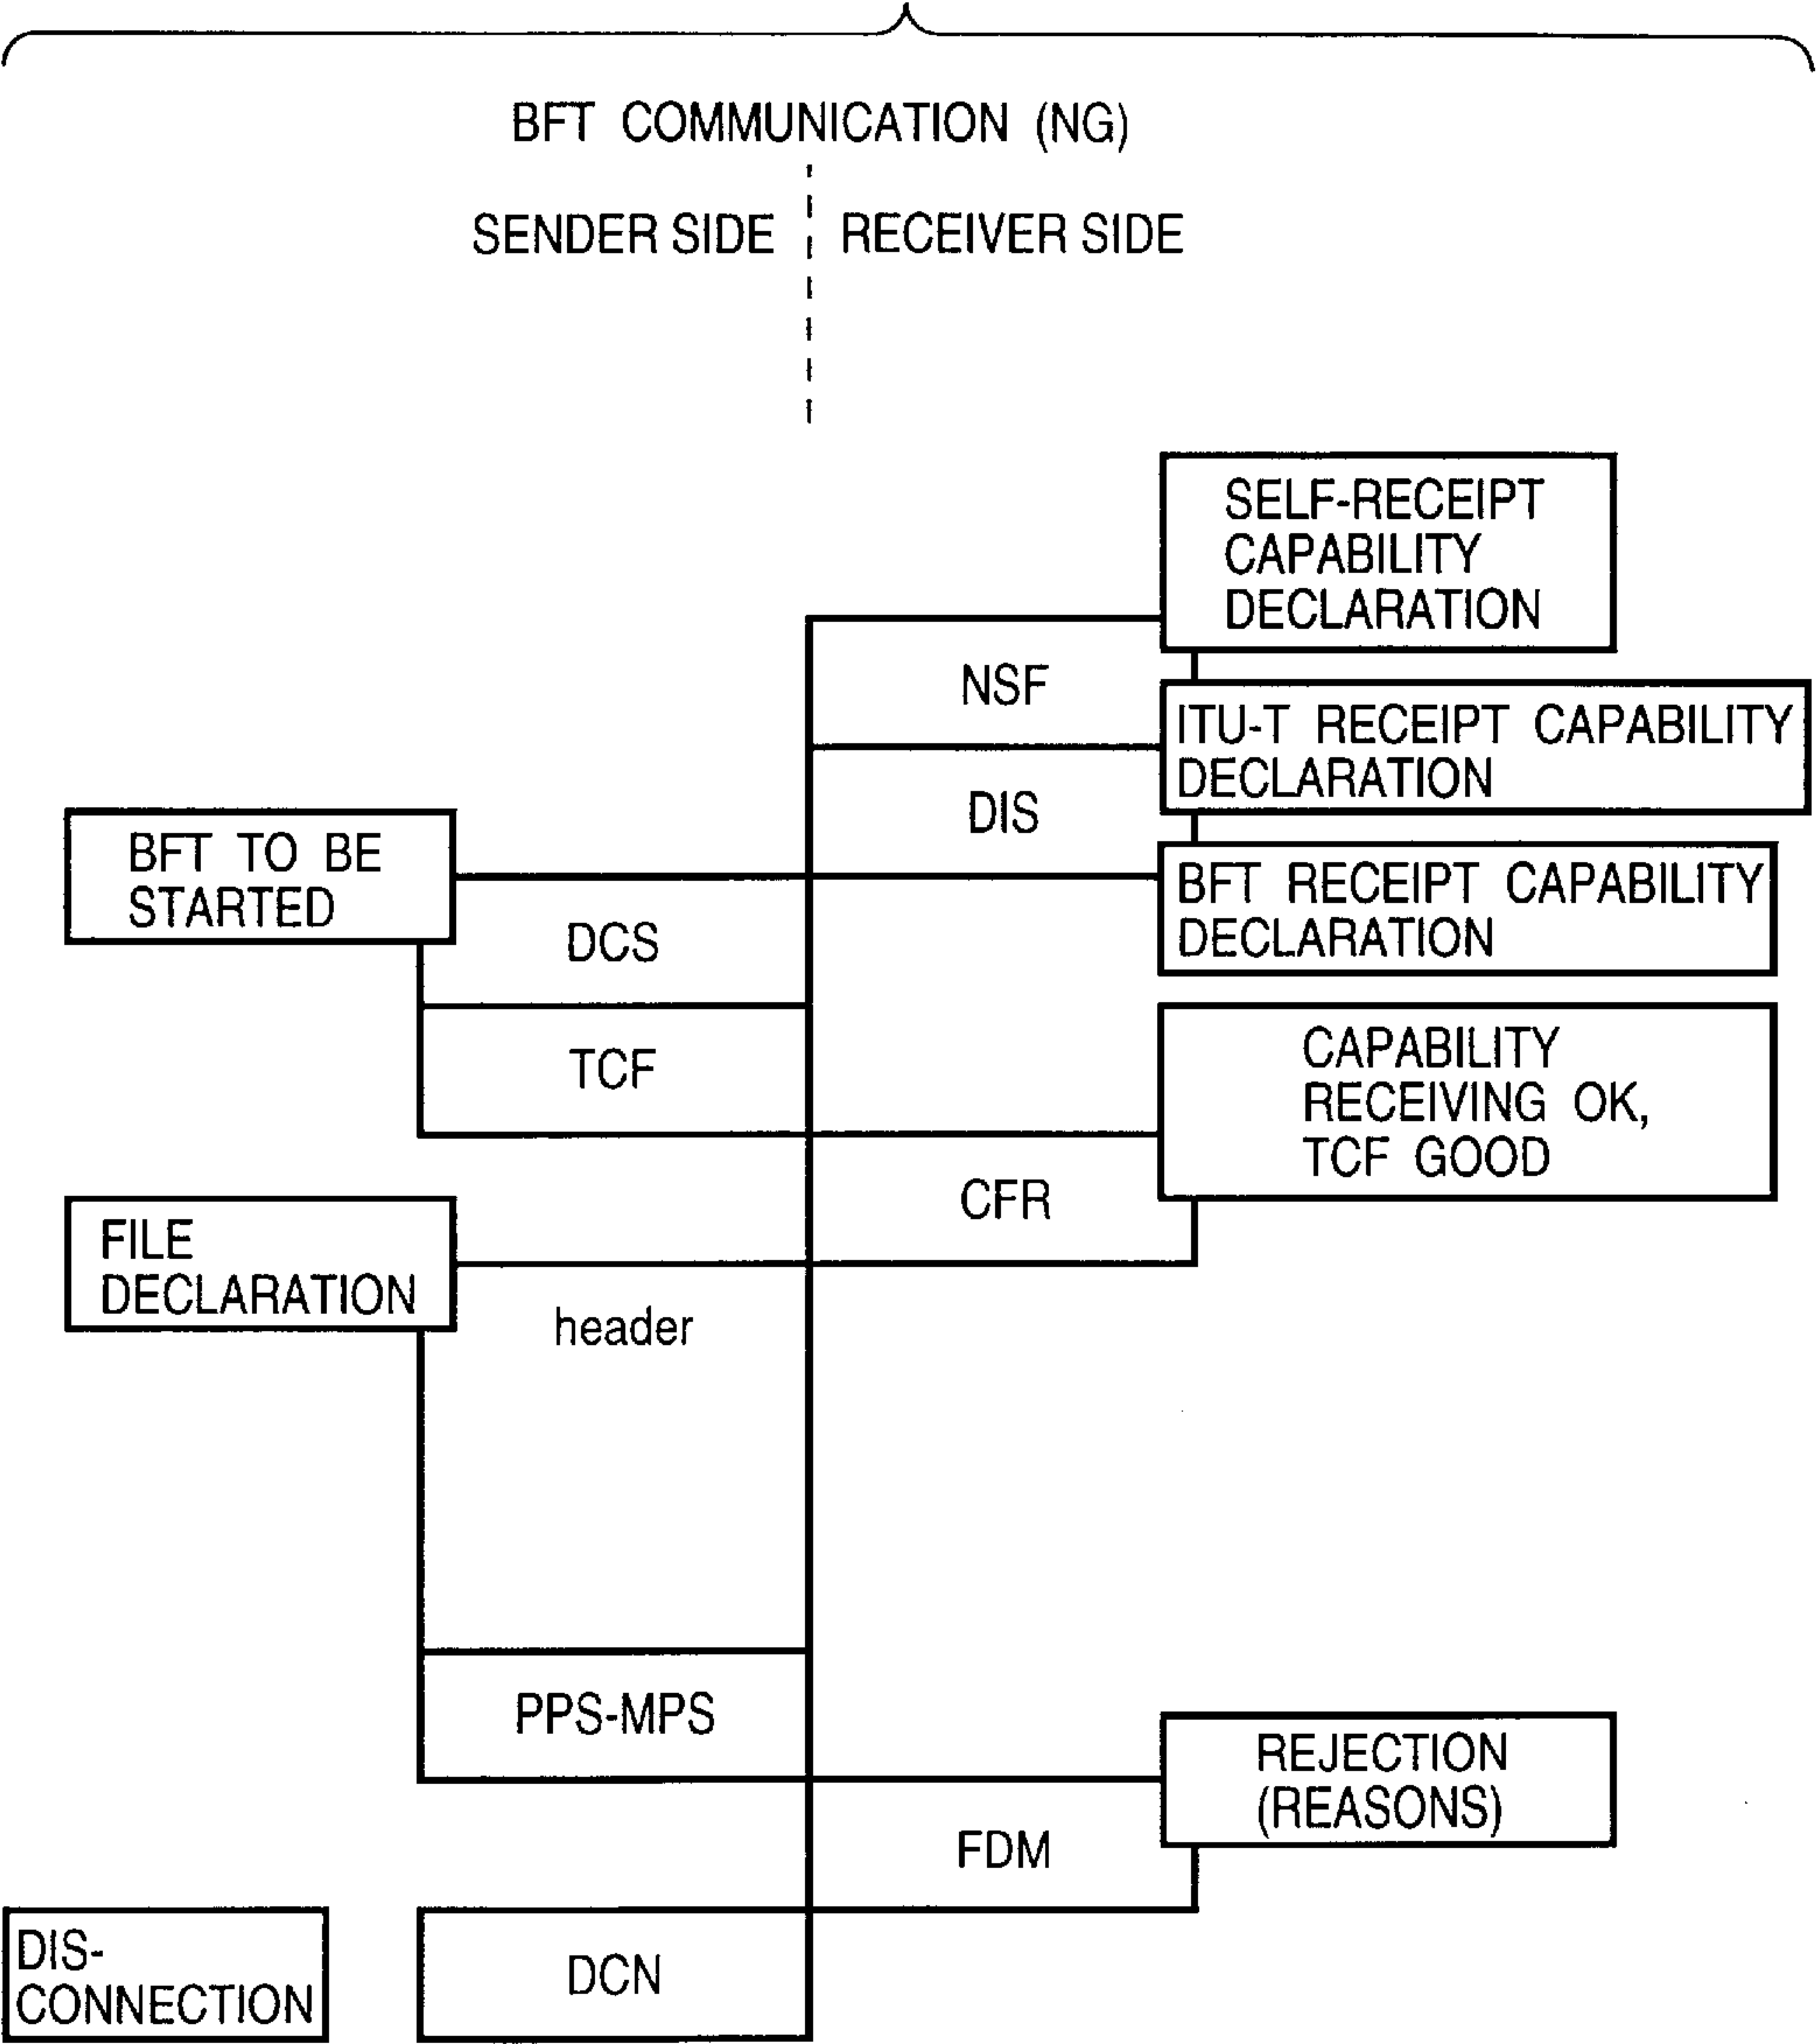 BFT COMMUNICATION (NG)
SENDER SIDE
RECEIVER SIDE
SELF-RECEIPT
CAPABILITY
DECLARATION
NSF
ITU-T RECEIPT CAPABILITY
DECLARATION
DIS
BFT TO BE
STARTED
BFT RECEIPT CAPABILITY
DECLARATION
DCS
TCF
CAPABILITY
RECEIVING OK,
TCF GOOD
CFR
FILE
DECLARATION
header
PPS-MPS
REJECTION
(REASONS)
FDM
DIS-
CONNECTION
DCN